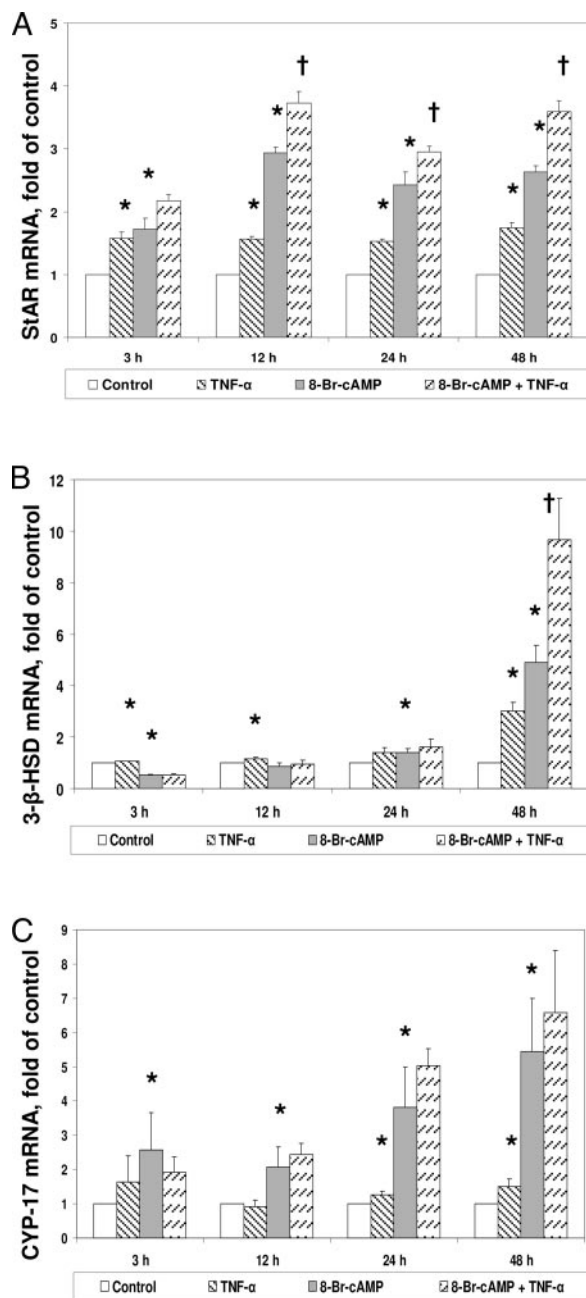 A
StAR mRNA, fold of control
5
4
3
2
1
0
* *
* * †
* * †
* * †
3 h 12 h 24 h 48 h
Control TNF-α 8-Br-cAMP 8-Br-cAMP + TNF-α
B
3-β-HSD mRNA, fold of control
12
10
8
6
4
2
0
* *
*
*
* * †
3 h 12 h 24 h 48 h
Control TNF-α 8-Br-cAMP 8-Br-cAMP + TNF-α
C
CYP-17 mRNA, fold of control
9
8
7
6
5
4
3
2
1
0
*
*
* *
* *
3 h 12 h 24 h 48 h
Control TNF-α 8-Br-cAMP 8-Br-cAMP + TNF-α